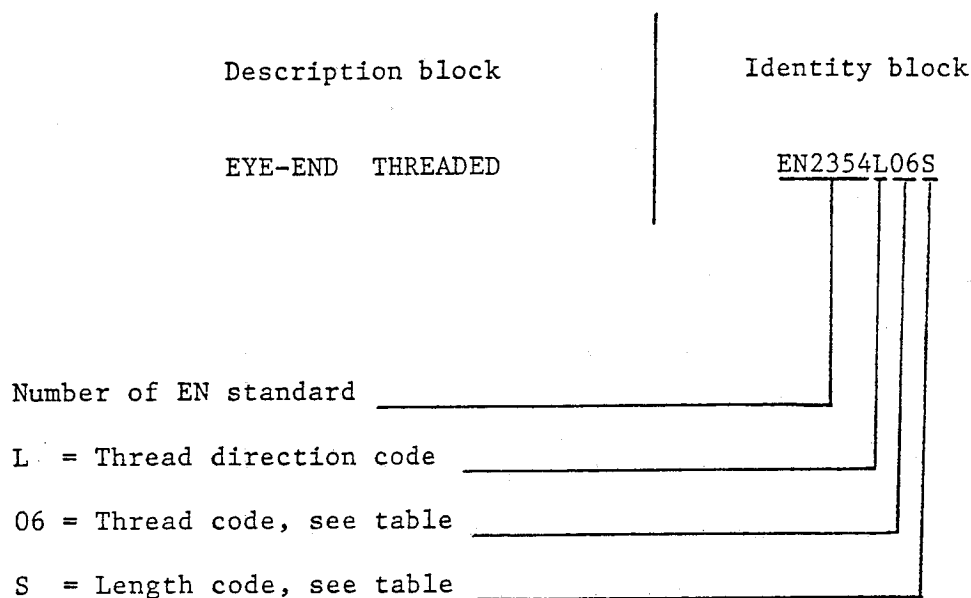 Description block Identity block
EYE-END THREADED EN2354L06S
Number of EN standard
L = Thread direction code
06 = Thread code, see table
S = Length code, see table